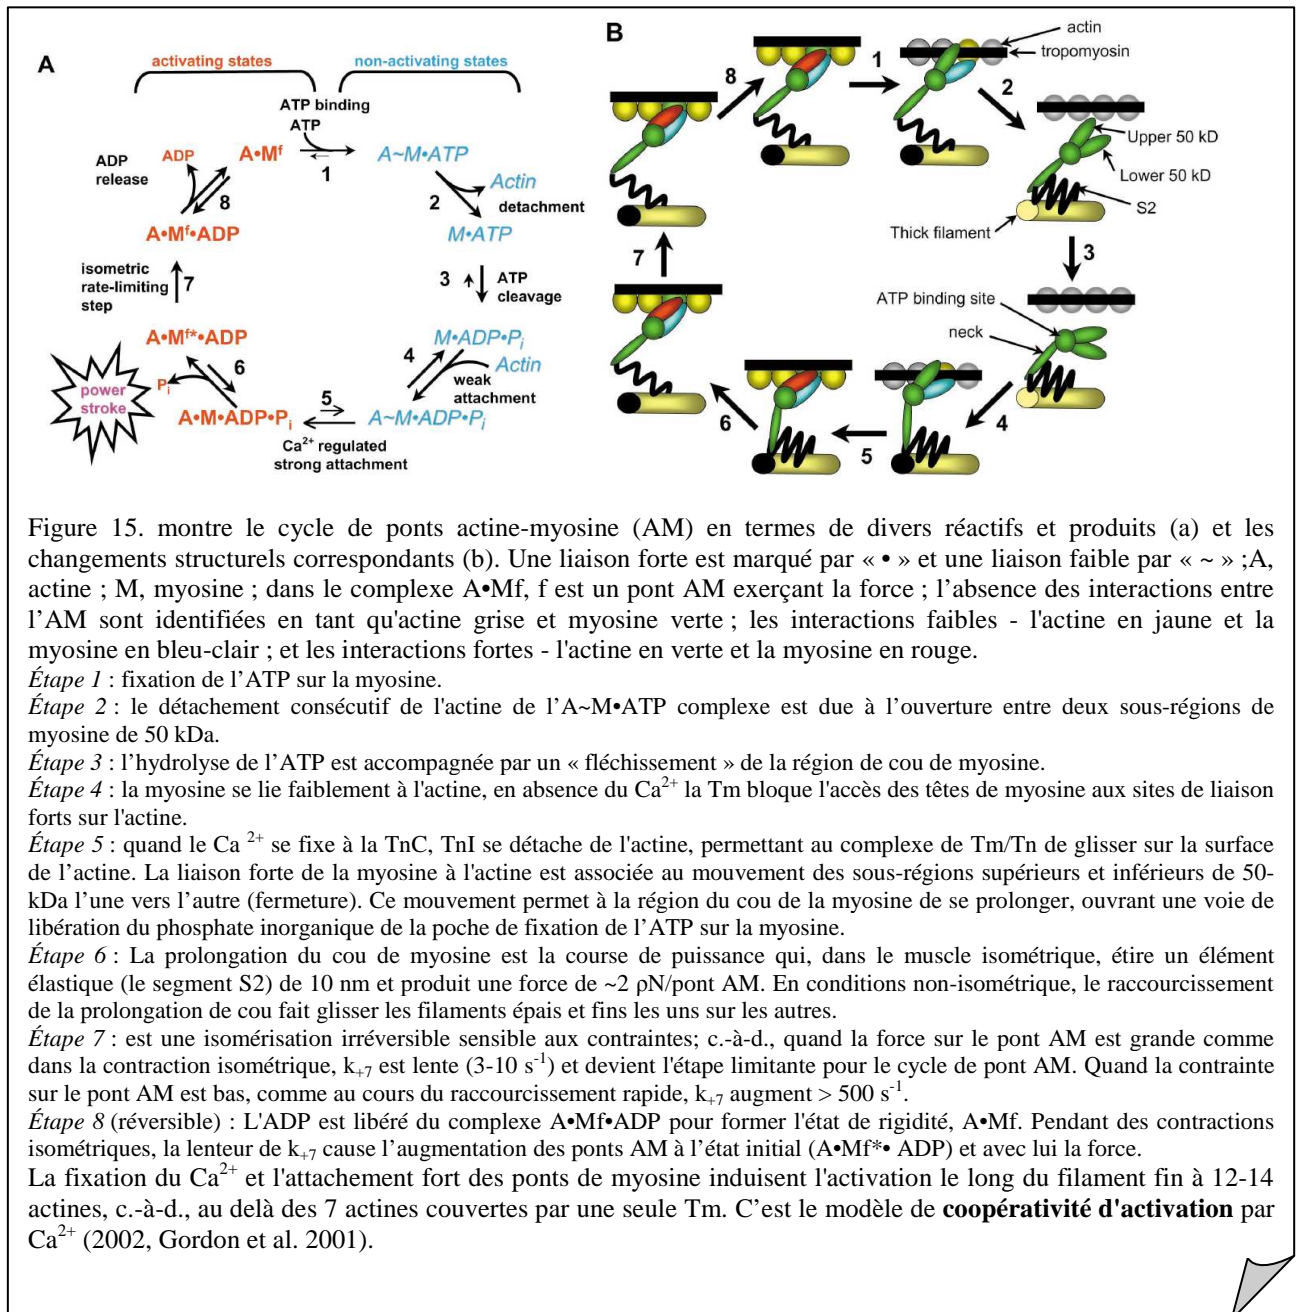 A
activating states
non-activating states
ATP binding
ATP
ADP
release
ADP
A•Mᶠ
1
A~M•ATP
8
2
Actin
detachment
A•Mᶠ•ADP
M•ATP
isometric
rate-limiting
step
7
3
ATP
cleavage
A•Mᶠ*•ADP
M•ADP•Pᵢ
power
stroke
Pᵢ
6
4
Actin
weak
attachment
5
A•M•ADP•Pᵢ
A~M•ADP•Pᵢ
Ca²⁺ regulated
strong attachment
B
actin
tropomyosin
8
1
2
Upper 50 kD
Lower 50 kD
S2
Thick filament
7
3
ATP binding site
neck
6
5
4
Figure 15. montre le cycle de ponts actine-myosine (AM) en termes de divers réactifs et produits (a) et les
changements structurels correspondants (b). Une liaison forte est marqué par « • » et une liaison faible par « ~ » ;A,
actine ; M, myosine ; dans le complexe A•Mf, f est un pont AM exerçant la force ; l’absence des interactions entre
l’AM sont identifiées en tant qu'actine grise et myosine verte ; les interactions faibles - l'actine en jaune et la
myosine en bleu-clair ; et les interactions fortes - l'actine en verte et la myosine en rouge.
Étape 1 : fixation de l’ATP sur la myosine.
Étape 2 : le détachement consécutif de l'actine de l’A~M•ATP complexe est due à l’ouverture entre deux sous-régions de
myosine de 50 kDa.
Étape 3 : l’hydrolyse de l’ATP est accompagnée par un « fléchissement » de la région de cou de myosine.
Étape 4 : la myosine se lie faiblement à l'actine, en absence du Ca²⁺ la Tm bloque l'accès des têtes de myosine aux sites de liaison
forts sur l'actine.
Étape 5 : quand le Ca ²⁺ se fixe à la TnC, TnI se détache de l'actine, permettant au complexe de Tm/Tn de glisser sur la surface
de l’actine. La liaison forte de la myosine à l'actine est associée au mouvement des sous-régions supérieurs et inférieurs de 50-
kDa l’une vers l’autre (fermeture). Ce mouvement permet à la région du cou de la myosine de se prolonger, ouvrant une voie de
libération du phosphate inorganique de la poche de fixation de l’ATP sur la myosine.
Étape 6 : La prolongation du cou de myosine est la course de puissance qui, dans le muscle isométrique, étire un élément
élastique (le segment S2) de 10 nm et produit une force de ~2 ρN/pont AM. En conditions non-isométrique, le raccourcissement
de la prolongation de cou fait glisser les filaments épais et fins les uns sur les autres.
Étape 7 : est une isomérisation irréversible sensible aux contraintes; c.-à-d., quand la force sur le pont AM est grande comme
dans la contraction isométrique, k₊₇ est lente (3-10 s⁻¹) et devient l'étape limitante pour le cycle de pont AM. Quand la contrainte
sur le pont AM est bas, comme au cours du raccourcissement rapide, k₊₇ augment > 500 s⁻¹.
Étape 8 (réversible) : L'ADP est libéré du complexe A•Mf•ADP pour former l'état de rigidité, A•Mf. Pendant des contractions
isométriques, la lenteur de k₊₇ cause l’augmentation des ponts AM à l’état initial (A•Mf*• ADP) et avec lui la force.
La fixation du Ca²⁺ et l'attachement fort des ponts de myosine induisent l'activation le long du filament fin à 12-14
actines, c.-à-d., au delà des 7 actines couvertes par une seule Tm. C’est le modèle de coopérativité d'activation par
Ca²⁺ (2002, Gordon et al. 2001).